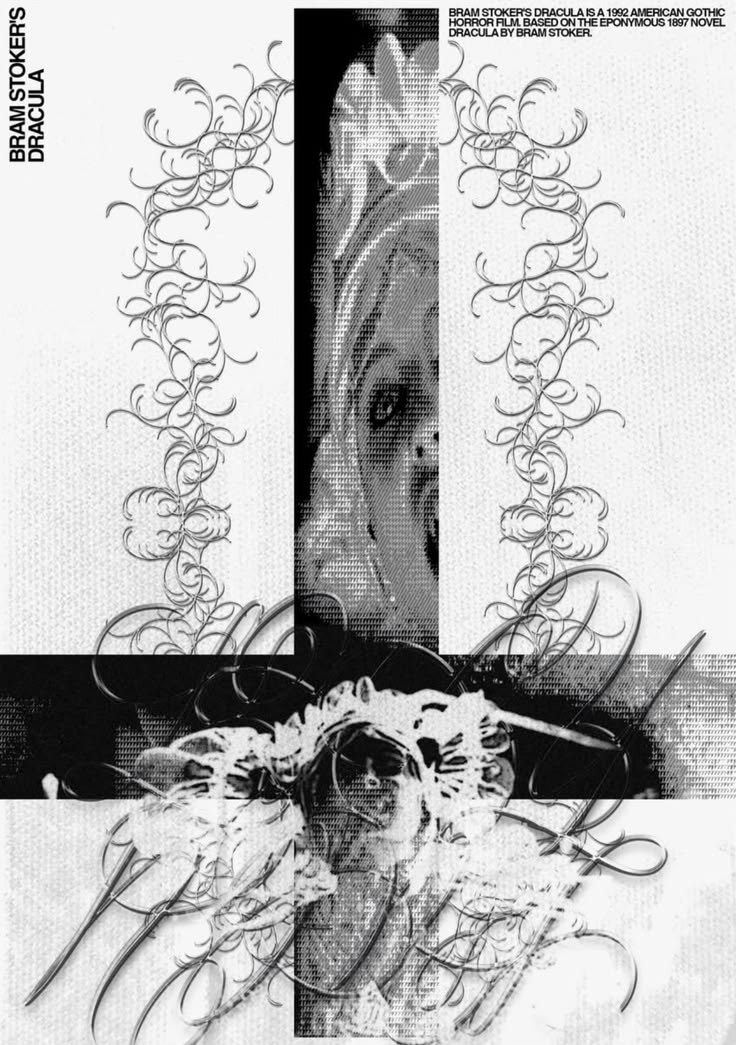 BRAM STOKER'S
DRACULA
BRAM STOKER'S DRACULA IS A 1992 AMERICAN GOTHIC
HORROR FILM. BASED ON THE EPONYMOUS 1897 NOVEL
DRACULA BY BRAM STOKER.